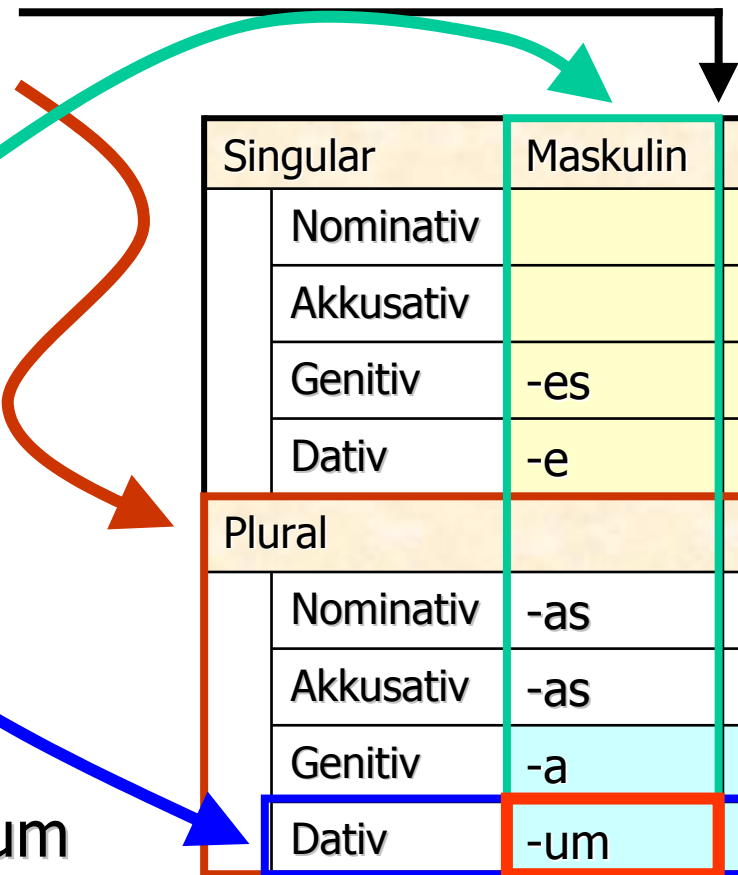 Singular Maskulin
Nominativ
Akkusativ
Genitiv -es
Dativ -e
Plural
Nominativ -as
Akkusativ -as
Genitiv -a
Dativ -um
um